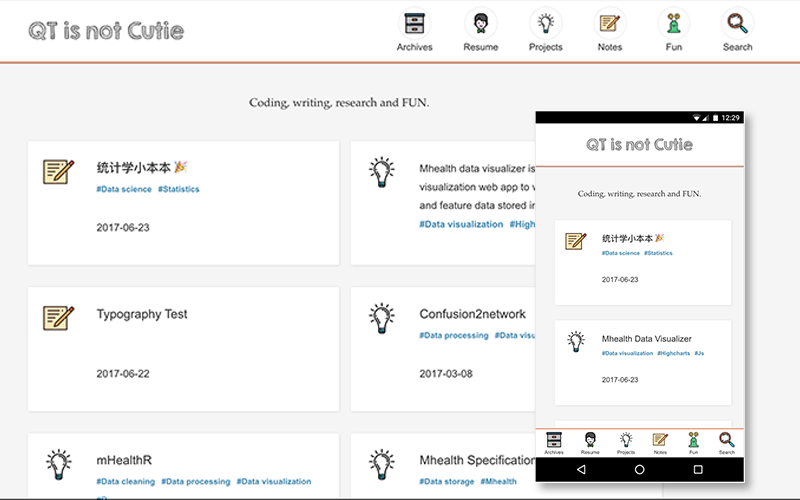 QT is not Cutie
Archives
Resume
Projects
Notes
Fun
Search
Coding, writing, research and FUN.
统计学小本本 🎉
#Data science #Statistics
2017-06-23
Mhealth data visualizer is
visualization web app to
and feature data stored in
#Data visualization
Typography Test
2017-06-22
Confusion2network
#Data processing
2017-03-08
mHealthR
#Data cleaning #Data processing #Data visualization
Mhealth Specification
#Data storage #Mhealth
12:29
QT is not Cutie
Coding, writing, research and FUN.
统计学小本本 🎉
#Data science #Statistics
2017-06-23
Mhealth Data Visualizer
#Data visualization #Highcharts #Js
2017-06-23
Archives
Resume
Projects
Notes
Fun
Search